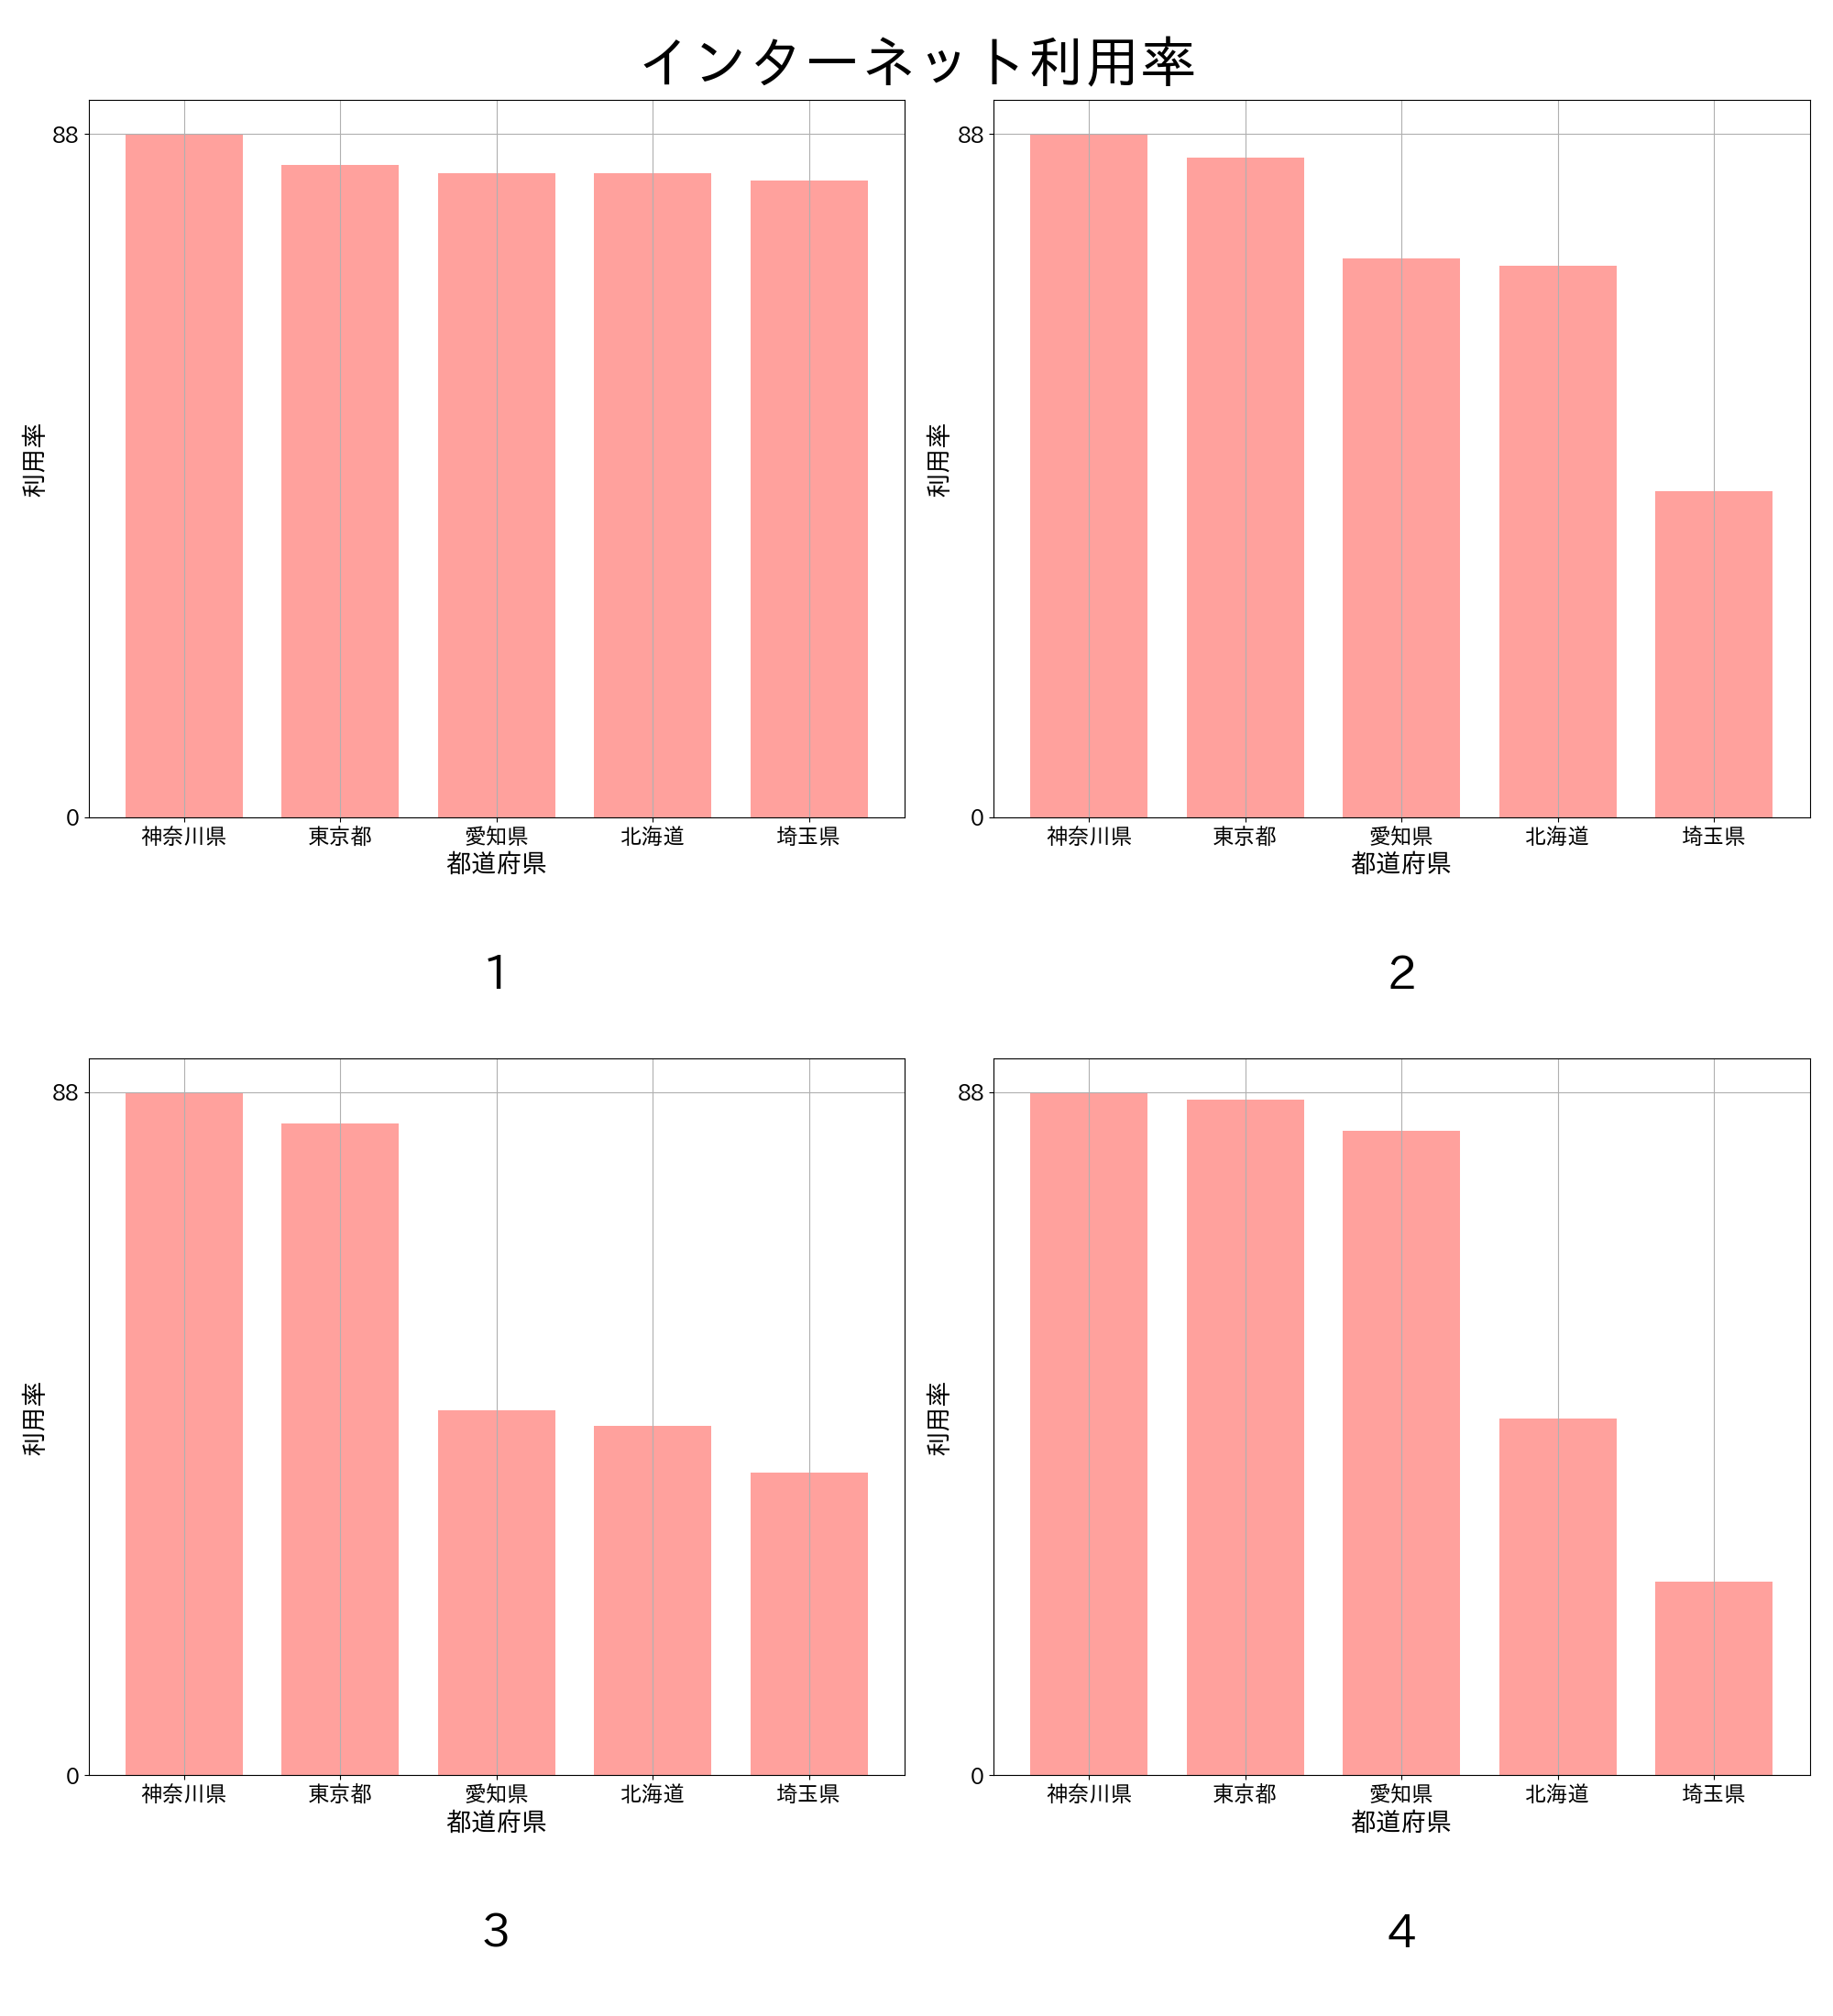 インターネット利用率
88
0
利用率
神奈川県 東京都 愛知県 北海道 埼玉県
都道府県
1
88
0
利用率
神奈川県 東京都 愛知県 北海道 埼玉県
都道府県
2
88
0
利用率
神奈川県 東京都 愛知県 北海道 埼玉県
都道府県
3
88
0
利用率
神奈川県 東京都 愛知県 北海道 埼玉県
都道府県
4